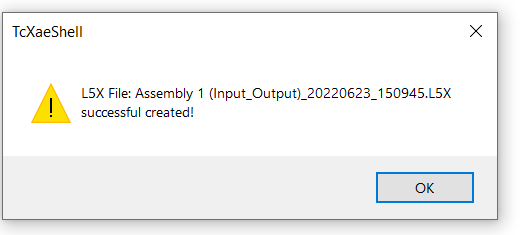 TcXaeShell
L5X File: Assembly 1 (Input_Output)_20220623_150945.L5X
successful created!
OK